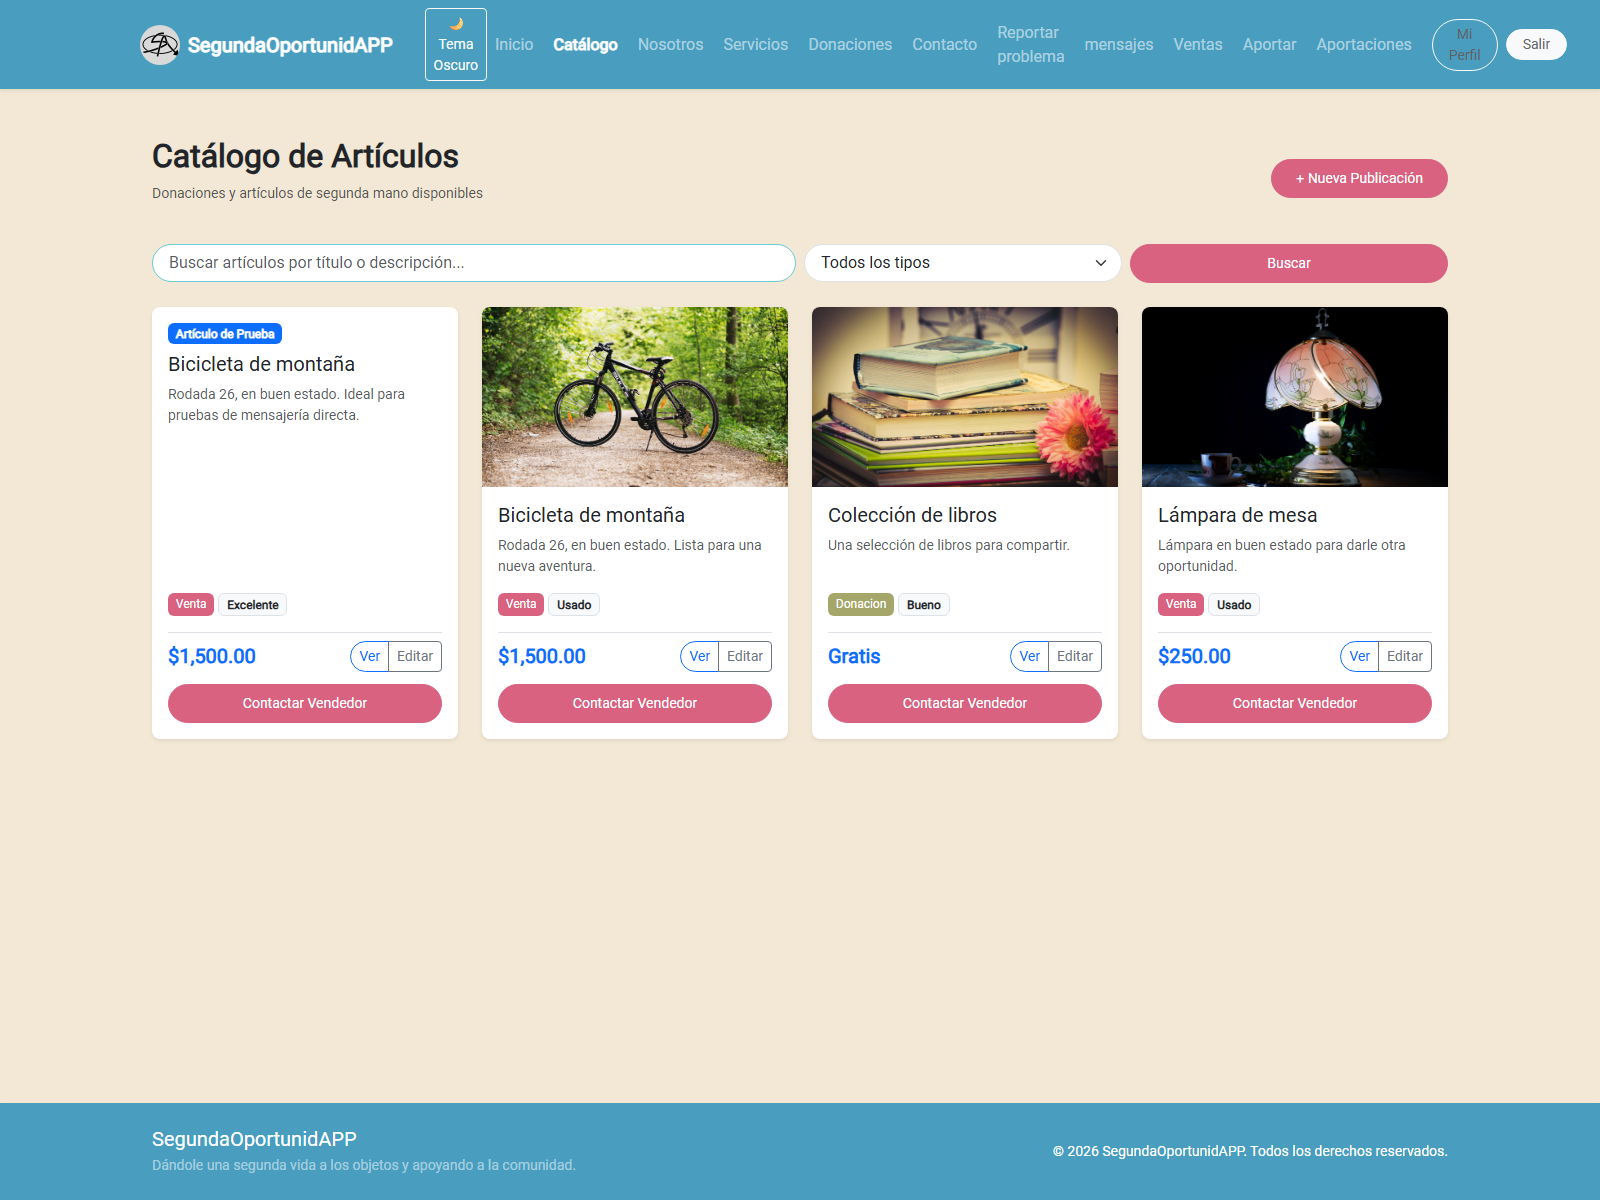 SegundaOportunidAPP
🌙
Tema
Oscuro
Inicio
Catálogo
Nosotros
Servicios
Donaciones
Contacto
Reportar
problema
mensajes
Ventas
Aportar
Aportaciones
Mi
Perfil
Salir
Catálogo de Artículos
Donaciones y artículos de segunda mano disponibles
+ Nueva Publicación
Buscar artículos por título o descripción...
Todos los tipos
Buscar
Artículo de Prueba
Bicicleta de montaña
Rodada 26, en buen estado. Ideal para
pruebas de mensajería directa.
Venta Excelente
$1,500.00 Ver Editar
Contactar Vendedor
Bicicleta de montaña
Rodada 26, en buen estado. Lista para una
nueva aventura.
Venta Usado
$1,500.00 Ver Editar
Contactar Vendedor
Colección de libros
Una selección de libros para compartir.
Donacion Bueno
Gratis Ver Editar
Contactar Vendedor
Lámpara de mesa
Lámpara en buen estado para darle otra
oportunidad.
Venta Usado
$250.00 Ver Editar
Contactar Vendedor
SegundaOportunidAPP
Dándole una segunda vida a los objetos y apoyando a la comunidad.
© 2026 SegundaOportunidAPP. Todos los derechos reservados.